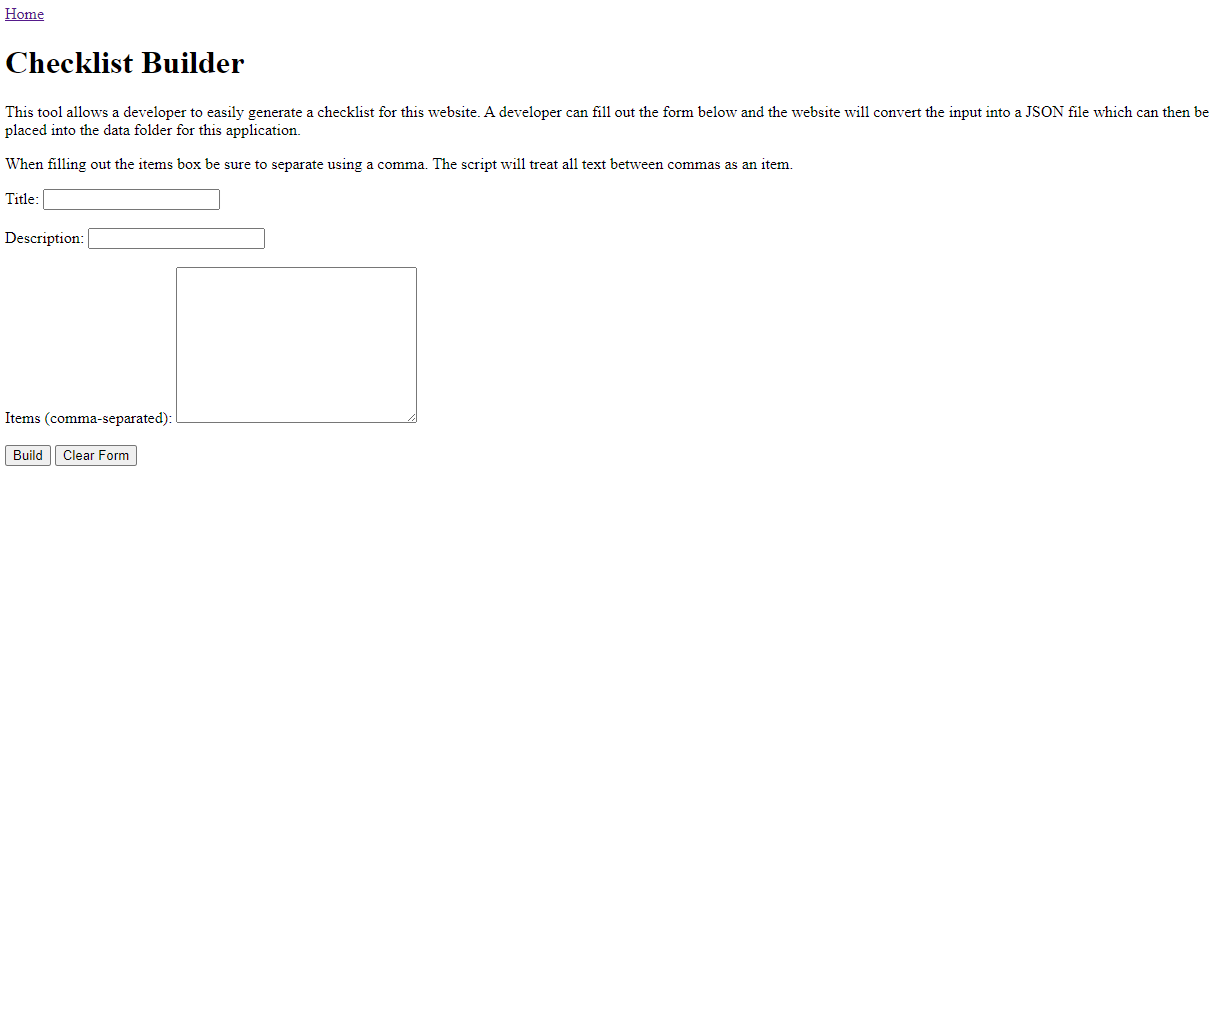 Home
Checklist Builder
This tool allows a developer to easily generate a checklist for this website. A developer can fill out the form below and the website will convert the input into a JSON file which can then be
placed into the data folder for this application.
When filling out the items box be sure to separate using a comma. The script will treat all text between commas as an item.
Title:
Description:
Items (comma-separated):
Build Clear Form